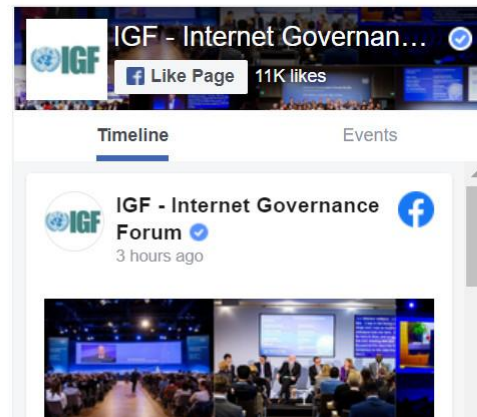 IGF
IGF - Internet Governan...
Like Page
11K likes
Timeline
Events
IGF
IGF - Internet Governance
Forum
3 hours ago